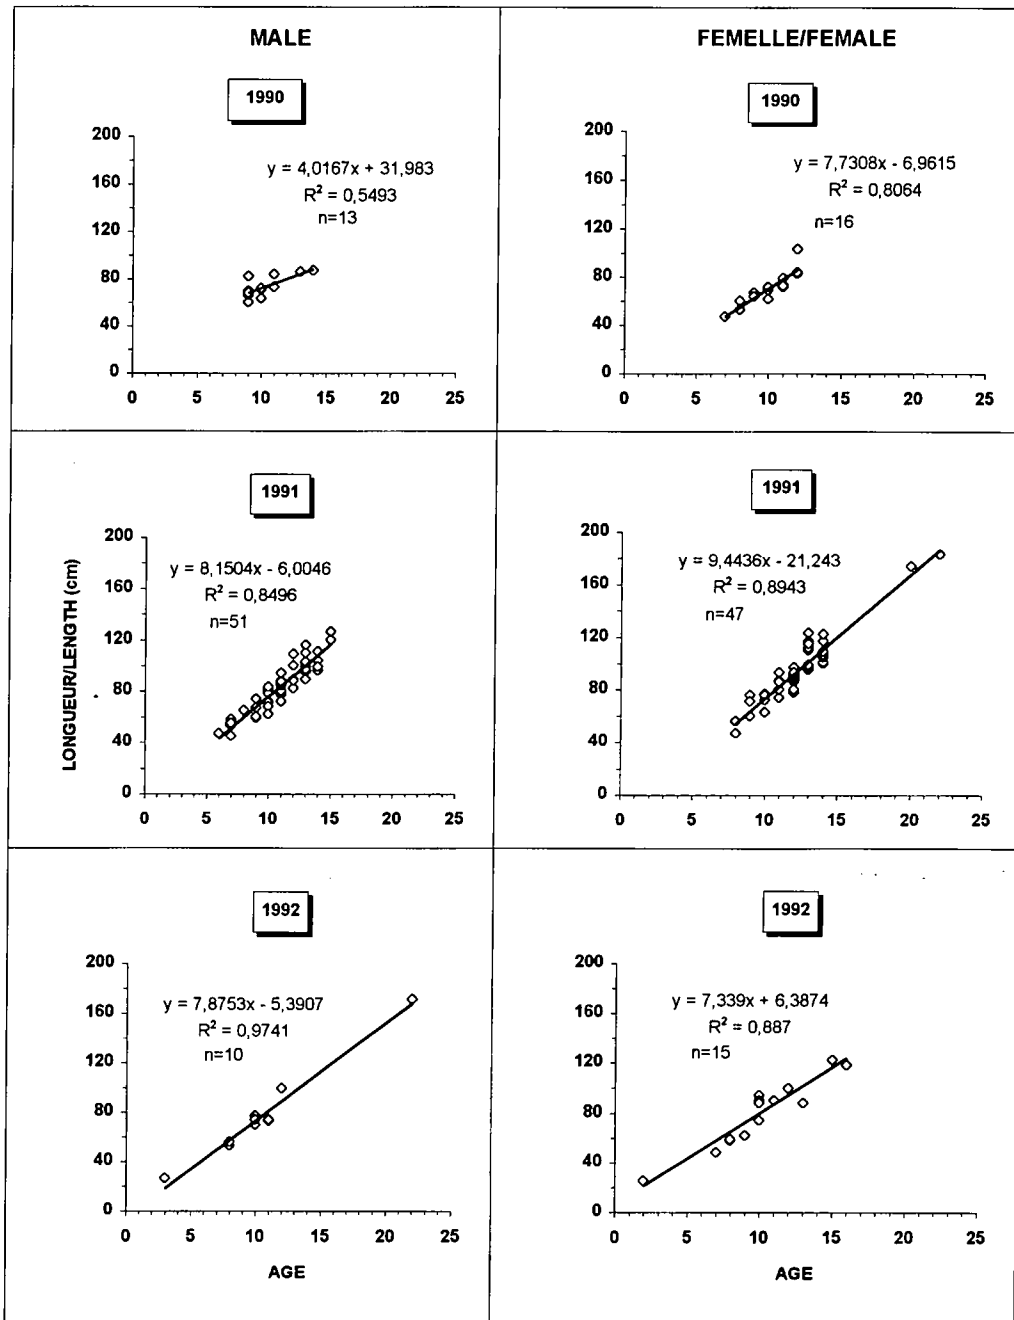 MALE
FEMELLE/FEMALE
1990
200
160
120
80
40
0
y = 4,0167x + 31,983
R² = 0,5493
n=13
0 5 10 15 20 25
1990
200
160
120
80
40
0
y = 7,7308x - 6,9615
R² = 0,8064
n=16
0 5 10 15 20 25
LONGUEUR/LENGTH (cm)
1991
200
160
120
80
40
0
y = 8,1504x - 6,0046
R² = 0,8496
n=51
0 5 10 15 20 25
1991
200
160
120
80
40
0
y = 9,4436x - 21,243
R² = 0,8943
n=47
0 5 10 15 20 25
1992
200
160
120
80
40
0
y = 7,8753x - 5,3907
R² = 0,9741
n=10
0 5 10 15 20 25
AGE
1992
200
160
120
80
40
0
y = 7,339x + 6,3874
R² = 0,887
n=15
0 5 10 15 20 25
AGE